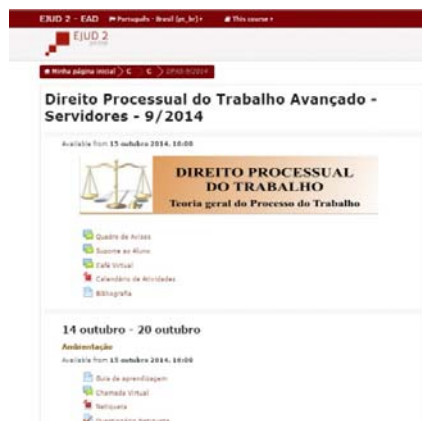 EJUD 2 - EAD Português - Brasil (pt_br) This course
EJUD 2
Minha página inicial C C DPAS-9/2014
Direito Processual do Trabalho Avançado -
Servidores - 9/2014
Available from 15 outubro 2014, 10:00
DIREITO PROCESSUAL
DO TRABALHO
Teoria geral do Processo do Trabalho
Quadro de Avisos
Suporte ao Aluno
Café Virtual
Calendário de Atividades
Bibliografia
14 outubro - 20 outubro
Ambientação
Available from 15 outubro 2014, 10:00
Guia de aprendizagem
Chamada Virtual
Netiqueta